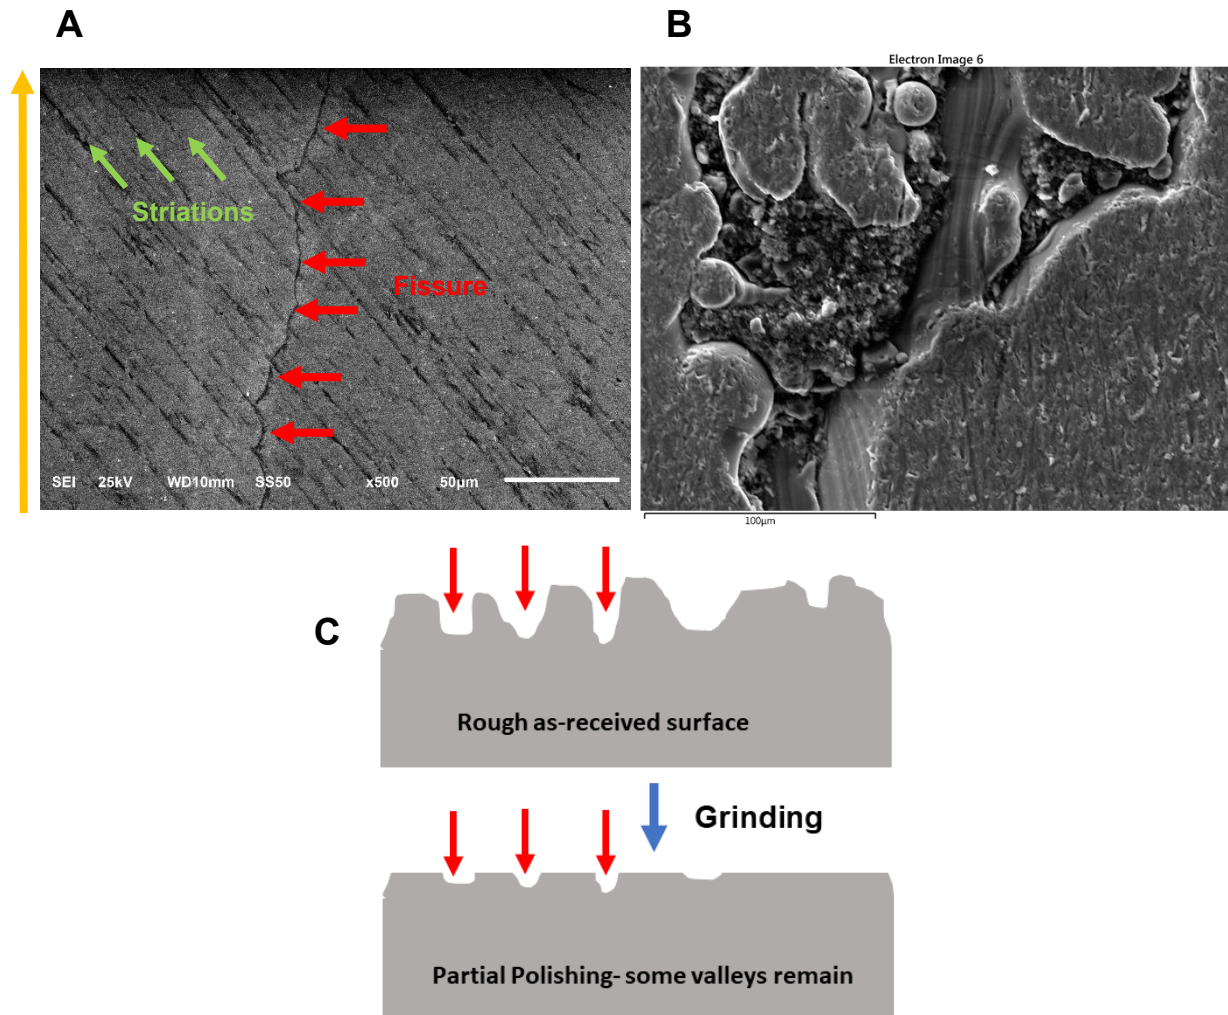 A
B
Electron Image 6
Striations
Fissure
SEI 25kV WD10mm SS50 x500 50µm
100µm
C
Rough as-received surface
Grinding
Partial Polishing- some valleys remain